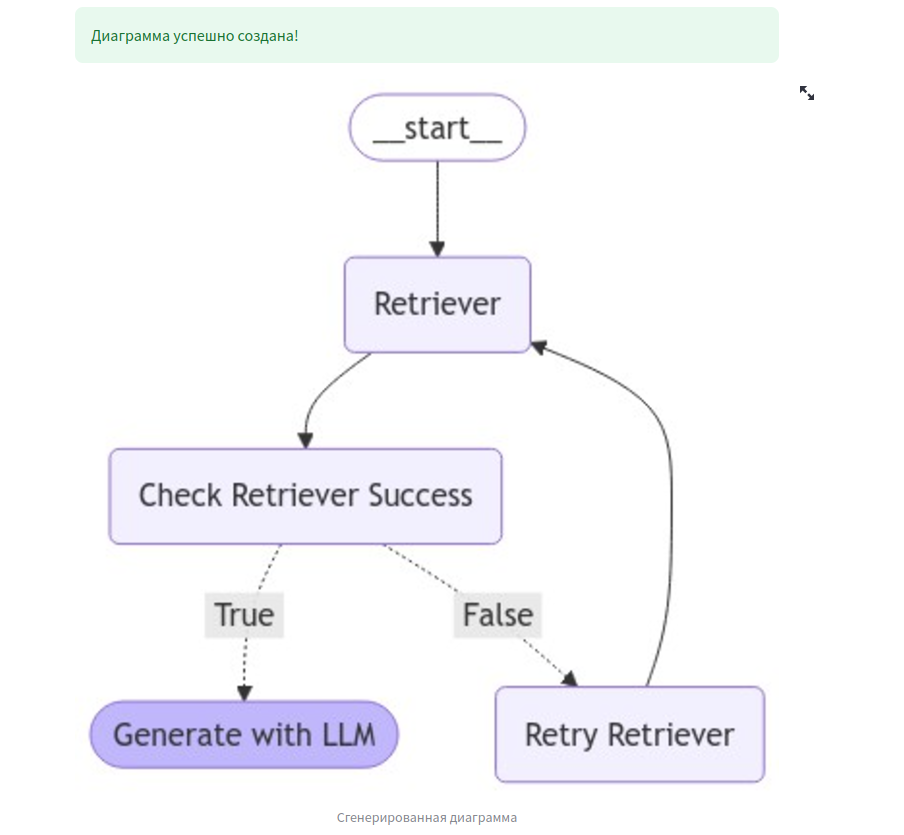 Диаграмма успешно создана!
__start__
Retriever
Check Retriever Success
True
False
Generate with LLM
Retry Retriever
Сгенерированная диаграмма